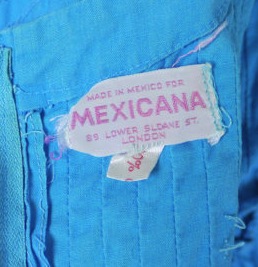 MADE IN MEXICO FOR
MEXICANA
89 LOWER SLOANE ST.
LONDON